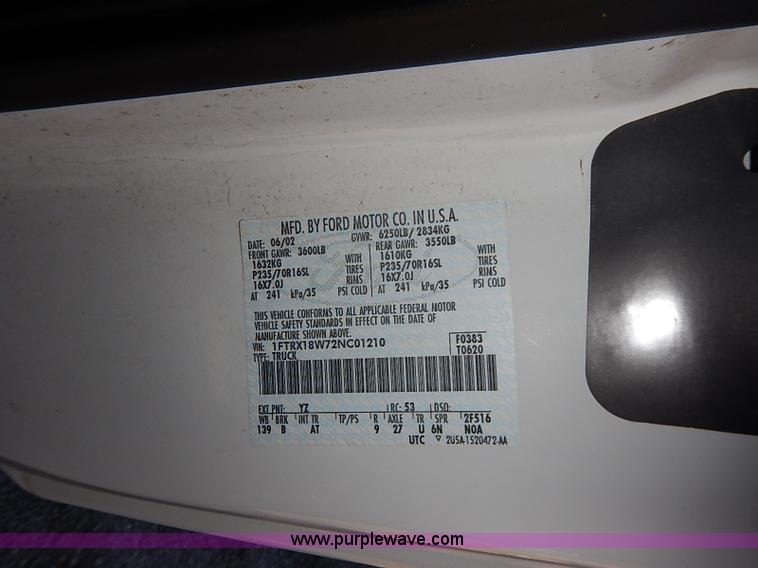 MFD. BY FORD MOTOR CO. IN U.S.A.
DATE: 06/02 GVWR: 6250LB/ 2834KG
FRONT GAWR: 3600LB REAR GAWR: 3550LB
1632KG WITH 1610KG WITH
P235/70R16SL TIRES P235/70R16SL TIRES
16X7.0J RIMS 16X7.0J RIMS
AT 241 kPa/35 PSI COLD AT 241 kPa/35 PSI COLD
THIS VEHICLE CONFORMS TO ALL APPLICABLE FEDERAL MOTOR
VEHICLE SAFETY STANDARDS IN EFFECT ON THE DATE OF
MANUFACTURE SHOWN ABOVE.
VIN: 1FTRX18W72NC01210 F0383
TYPE: TRUCK T0620
EXT PNT: YZ RC: 53 DSO:
WB BRK INT TR TP/PS R AXLE TR SPR 2F516
139 B AT 9 27 U 6N N0A
UTC ▽ 2U5A-1520472-AA
www.purplewave.com